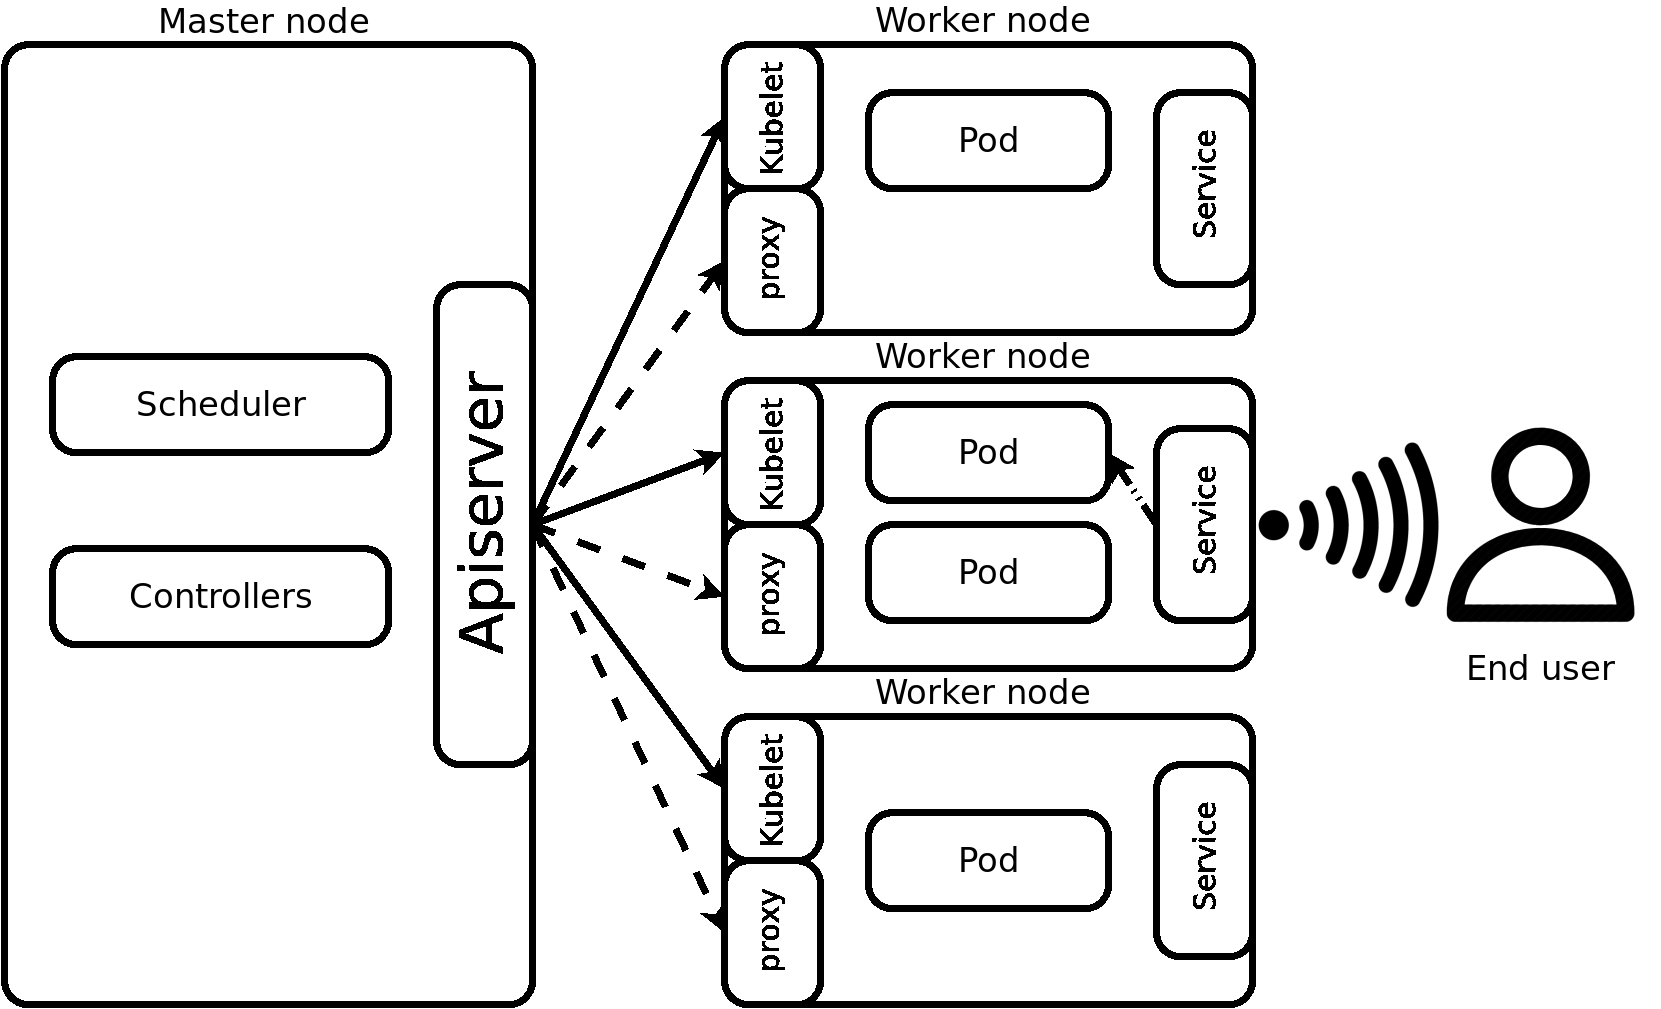 Master node
Scheduler
Controllers
Apiserver
Worker node
Kubelet
proxy
Pod
Service
Worker node
Kubelet
proxy
Pod
Pod
Service
Worker node
Kubelet
proxy
Pod
Service
End user